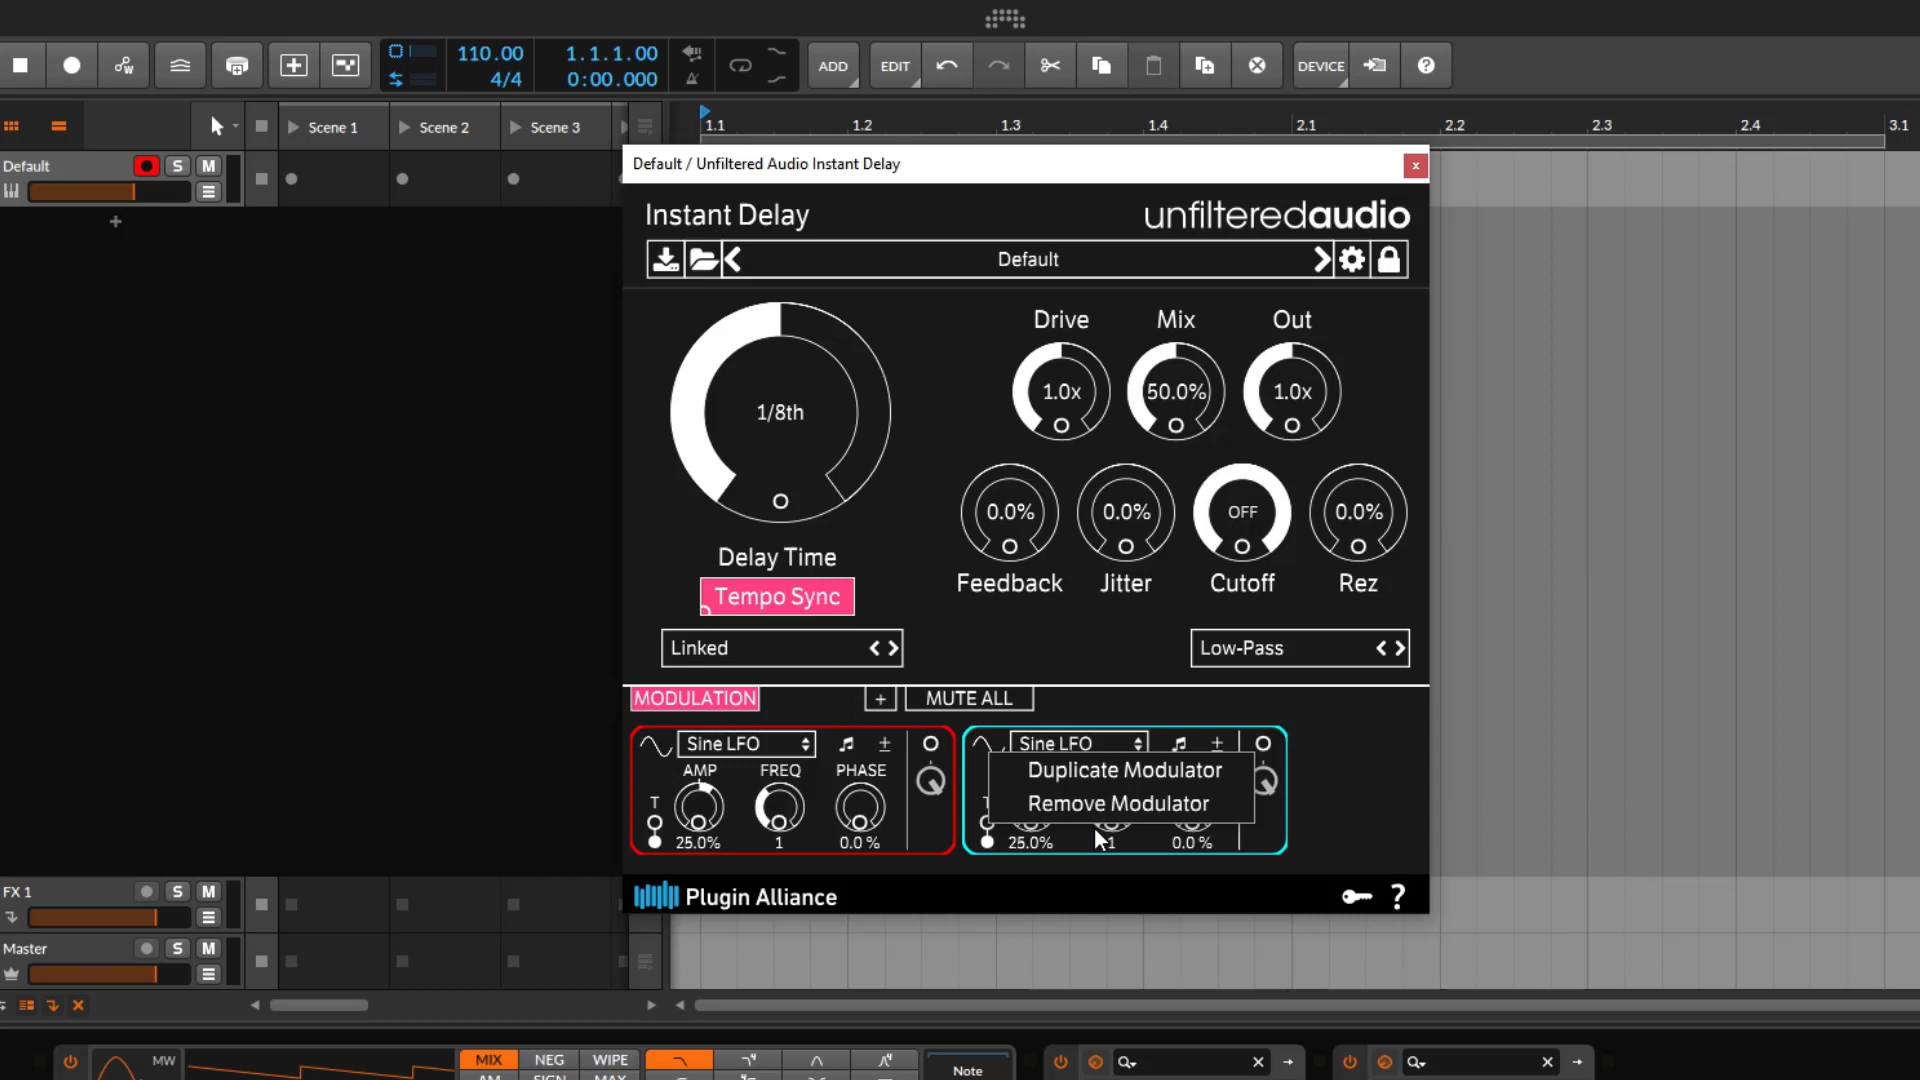 110.00
4/4
1.1.1.00
0:00.000
ADD
EDIT
DEVICE
Scene 1
Scene 2
Scene 3
1.1
1.2
1.3
1.4
2.1
2.2
2.3
2.4
3.1
Default
S
M
Default / Unfiltered Audio Instant Delay
x
Instant Delay
unfilteredaudio
Default
Drive
Mix
Out
1.0x
50.0%
1.0x
1/8th
0.0%
0.0%
OFF
0.0%
Delay Time
Feedback
Jitter
Cutoff
Rez
Tempo Sync
Linked
Low-Pass
MODULATION
+
MUTE ALL
Sine LFO
Sine LFO
AMP
FREQ
PHASE
Duplicate Modulator
Remove Modulator
T
25.0%
1
0.0 %
25.0%
1
0.0 %
Plugin Alliance
?
FX 1
S
M
Master
S
M
MW
MIX
NEG
WIPE
Note
AM
SIGN
MAX